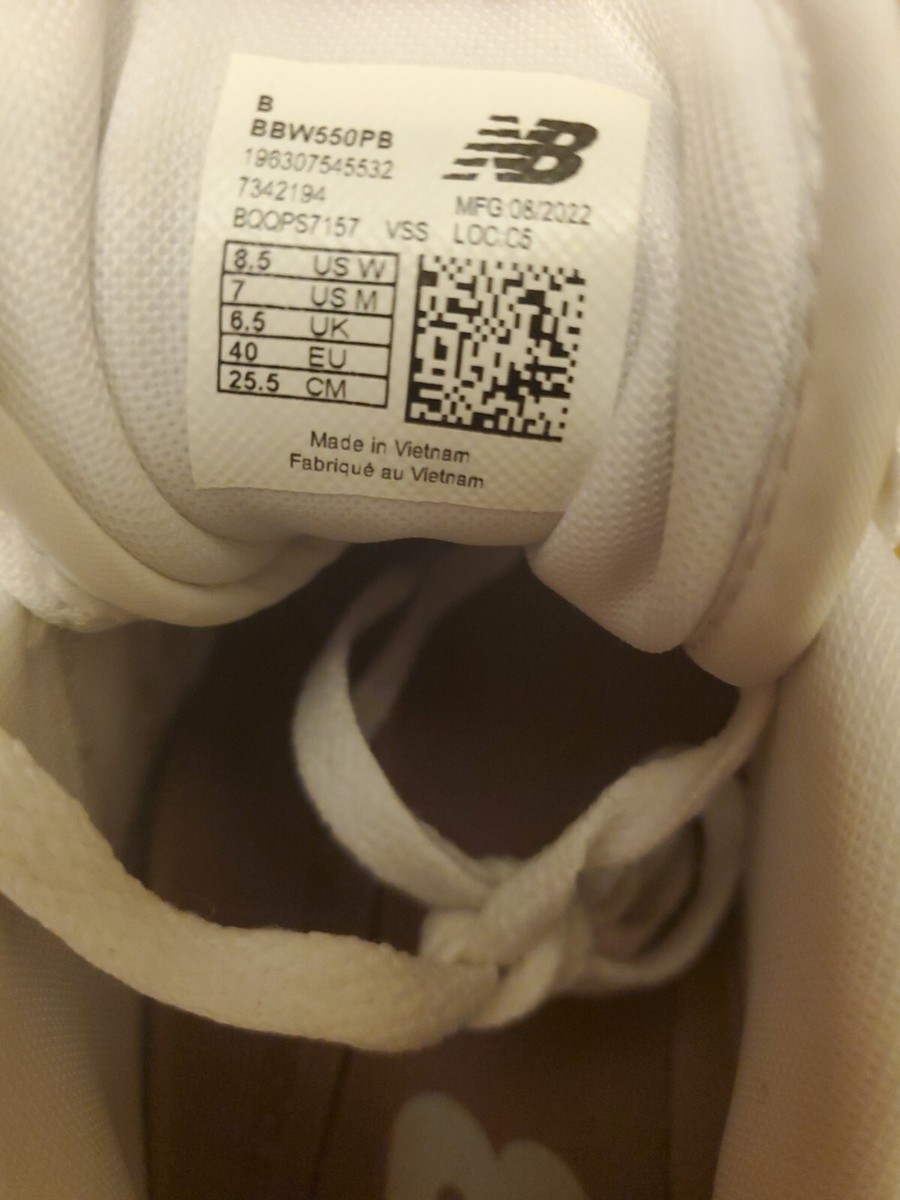 B
BBW550PB
196307545532
7342194
BQQPS7157 VSS
NB
MFG:08/2022
LOC:C5
8.5 US W
7 US M
6.5 UK
40 EU
25.5 CM
Made in Vietnam
Fabriqué au Vietnam